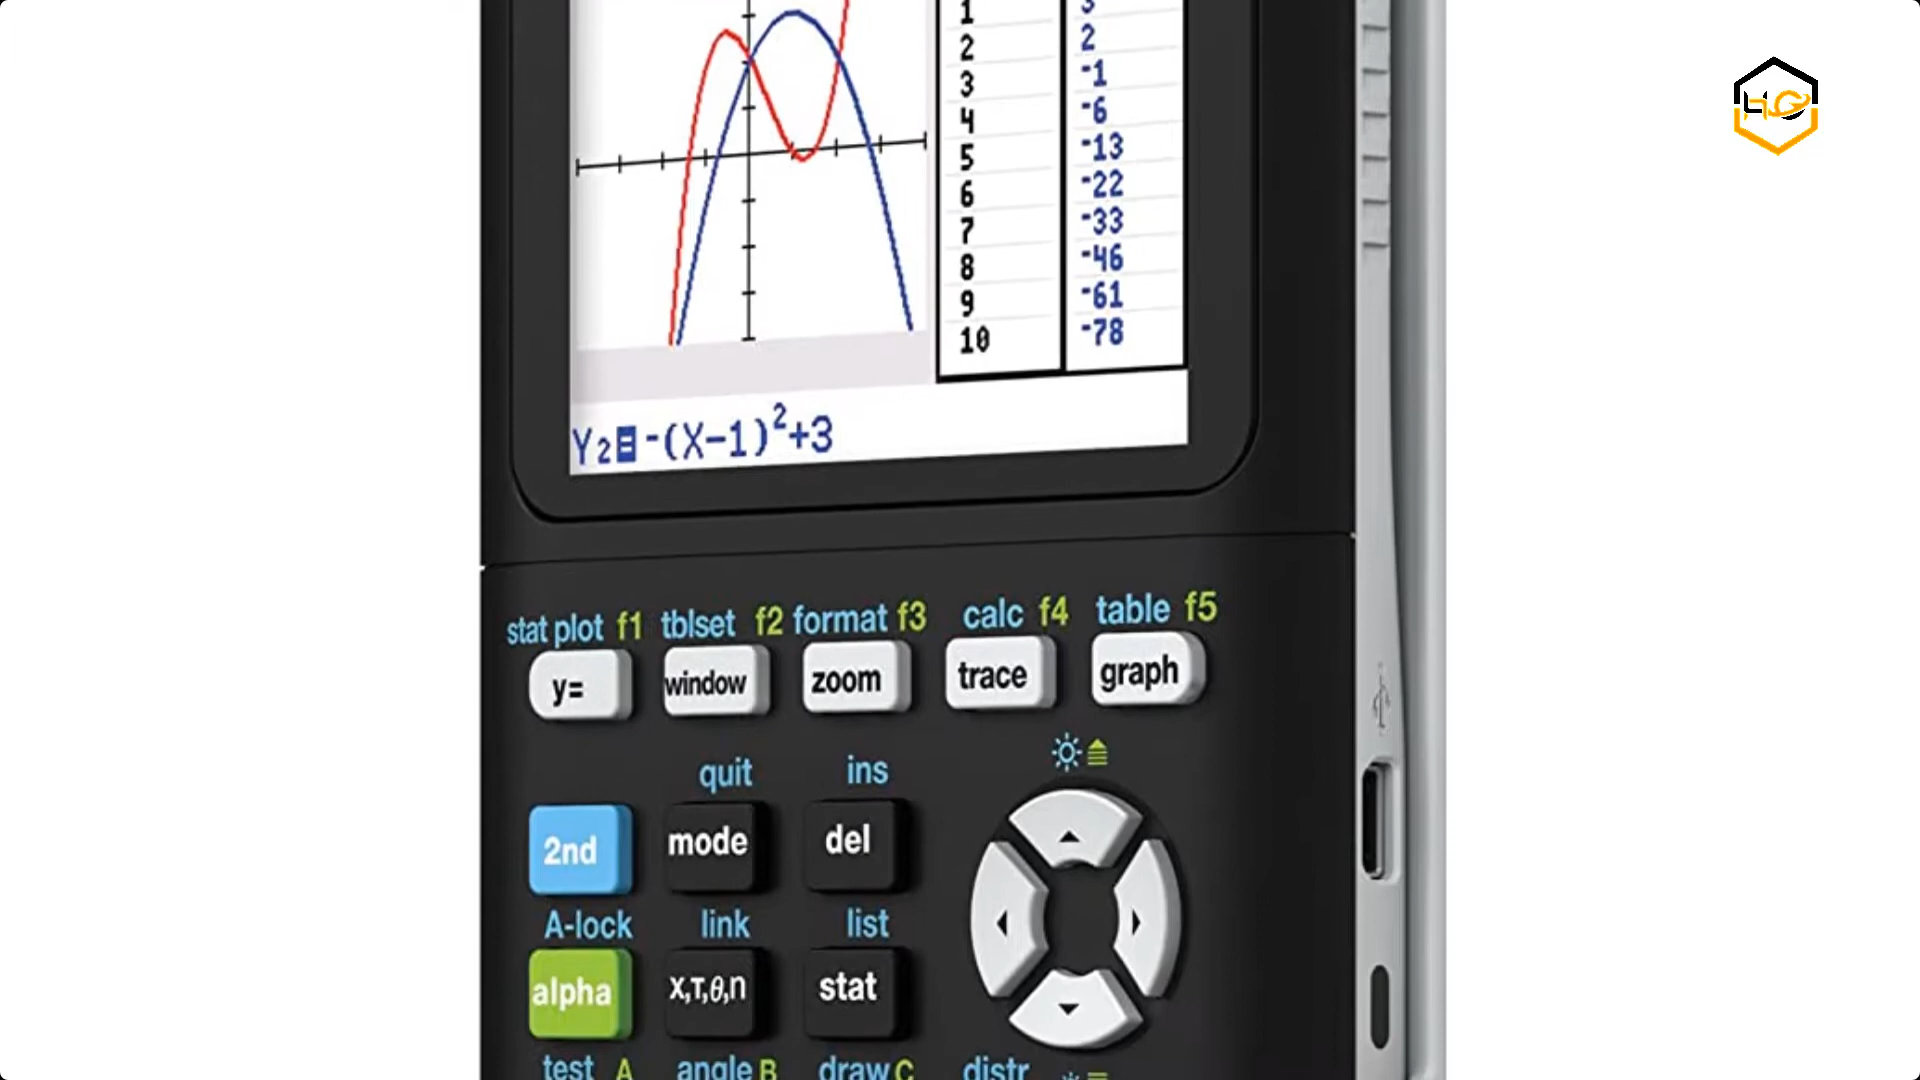 1 3
2 2
3 -1
4 -6
5 -13
6 -22
7 -33
8 -46
9 -61
10 -78
Y2=-(X-1)²+3
stat plot f1 tblset f2 format f3 calc f4 table f5
y= window zoom trace graph
quit ins
2nd mode del
A-lock link list
alpha X,T,θ,n stat
test A angle B draw C distr
HG